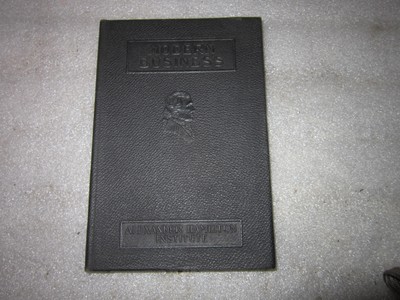 MODERN
BUSINESS
ALEXANDER HAMILTON
INSTITUTE